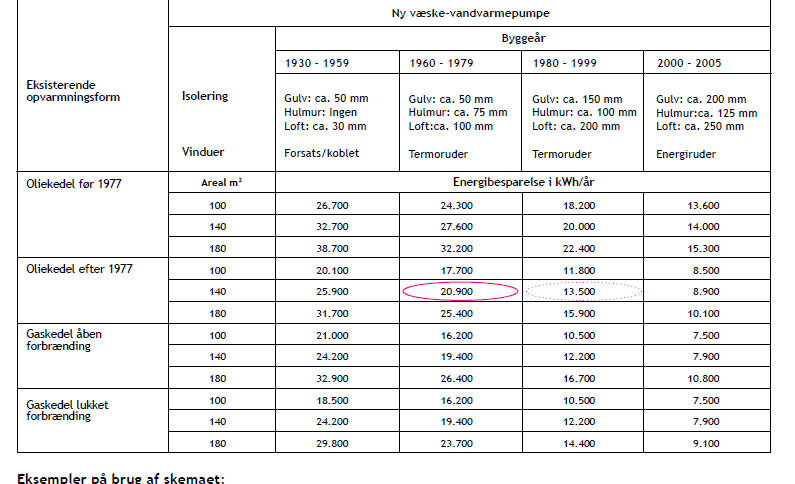 Ny væske-vandvarmepumpe
Byggeår
Eksisterende
opvarmningsform
Isolering
Vinduer
1930 - 1959
1960 - 1979
1980 - 1999
2000 - 2005
Gulv: ca. 50 mm
Hulmur: Ingen
Loft: ca. 30 mm
Forsats/koblet
Gulv: ca. 50 mm
Hulmur: ca. 75 mm
Loft:ca. 100 mm
Termoruder
Gulv: ca. 150 mm
Hulmur: ca. 100 mm
Loft: ca. 200 mm
Termoruder
Gulv: ca. 200 mm
Hulmur:ca. 125 mm
Loft: ca. 250 mm
Energiruder
Oliekedel før 1977
Areal m²
Energibesparelse i kWh/år
100 26.700 24.300 18.200 13.600
140 32.700 27.600 20.000 14.000
180 38.700 32.200 22.400 15.300
Oliekedel efter 1977 100 20.100 17.700 11.800 8.500
140 25.900 20.900 13.500 8.900
180 31.700 25.400 15.900 10.100
Gaskedel åben
forbrænding
100 21.000 16.200 10.500 7.500
140 24.200 19.400 12.200 7.900
180 32.900 26.400 16.700 10.800
Gaskedel lukket
forbrænding
100 18.500 16.200 10.500 7.500
140 24.200 19.400 12.200 7.900
180 29.800 23.700 14.400 9.100
Eksempler på brug af skemaet: